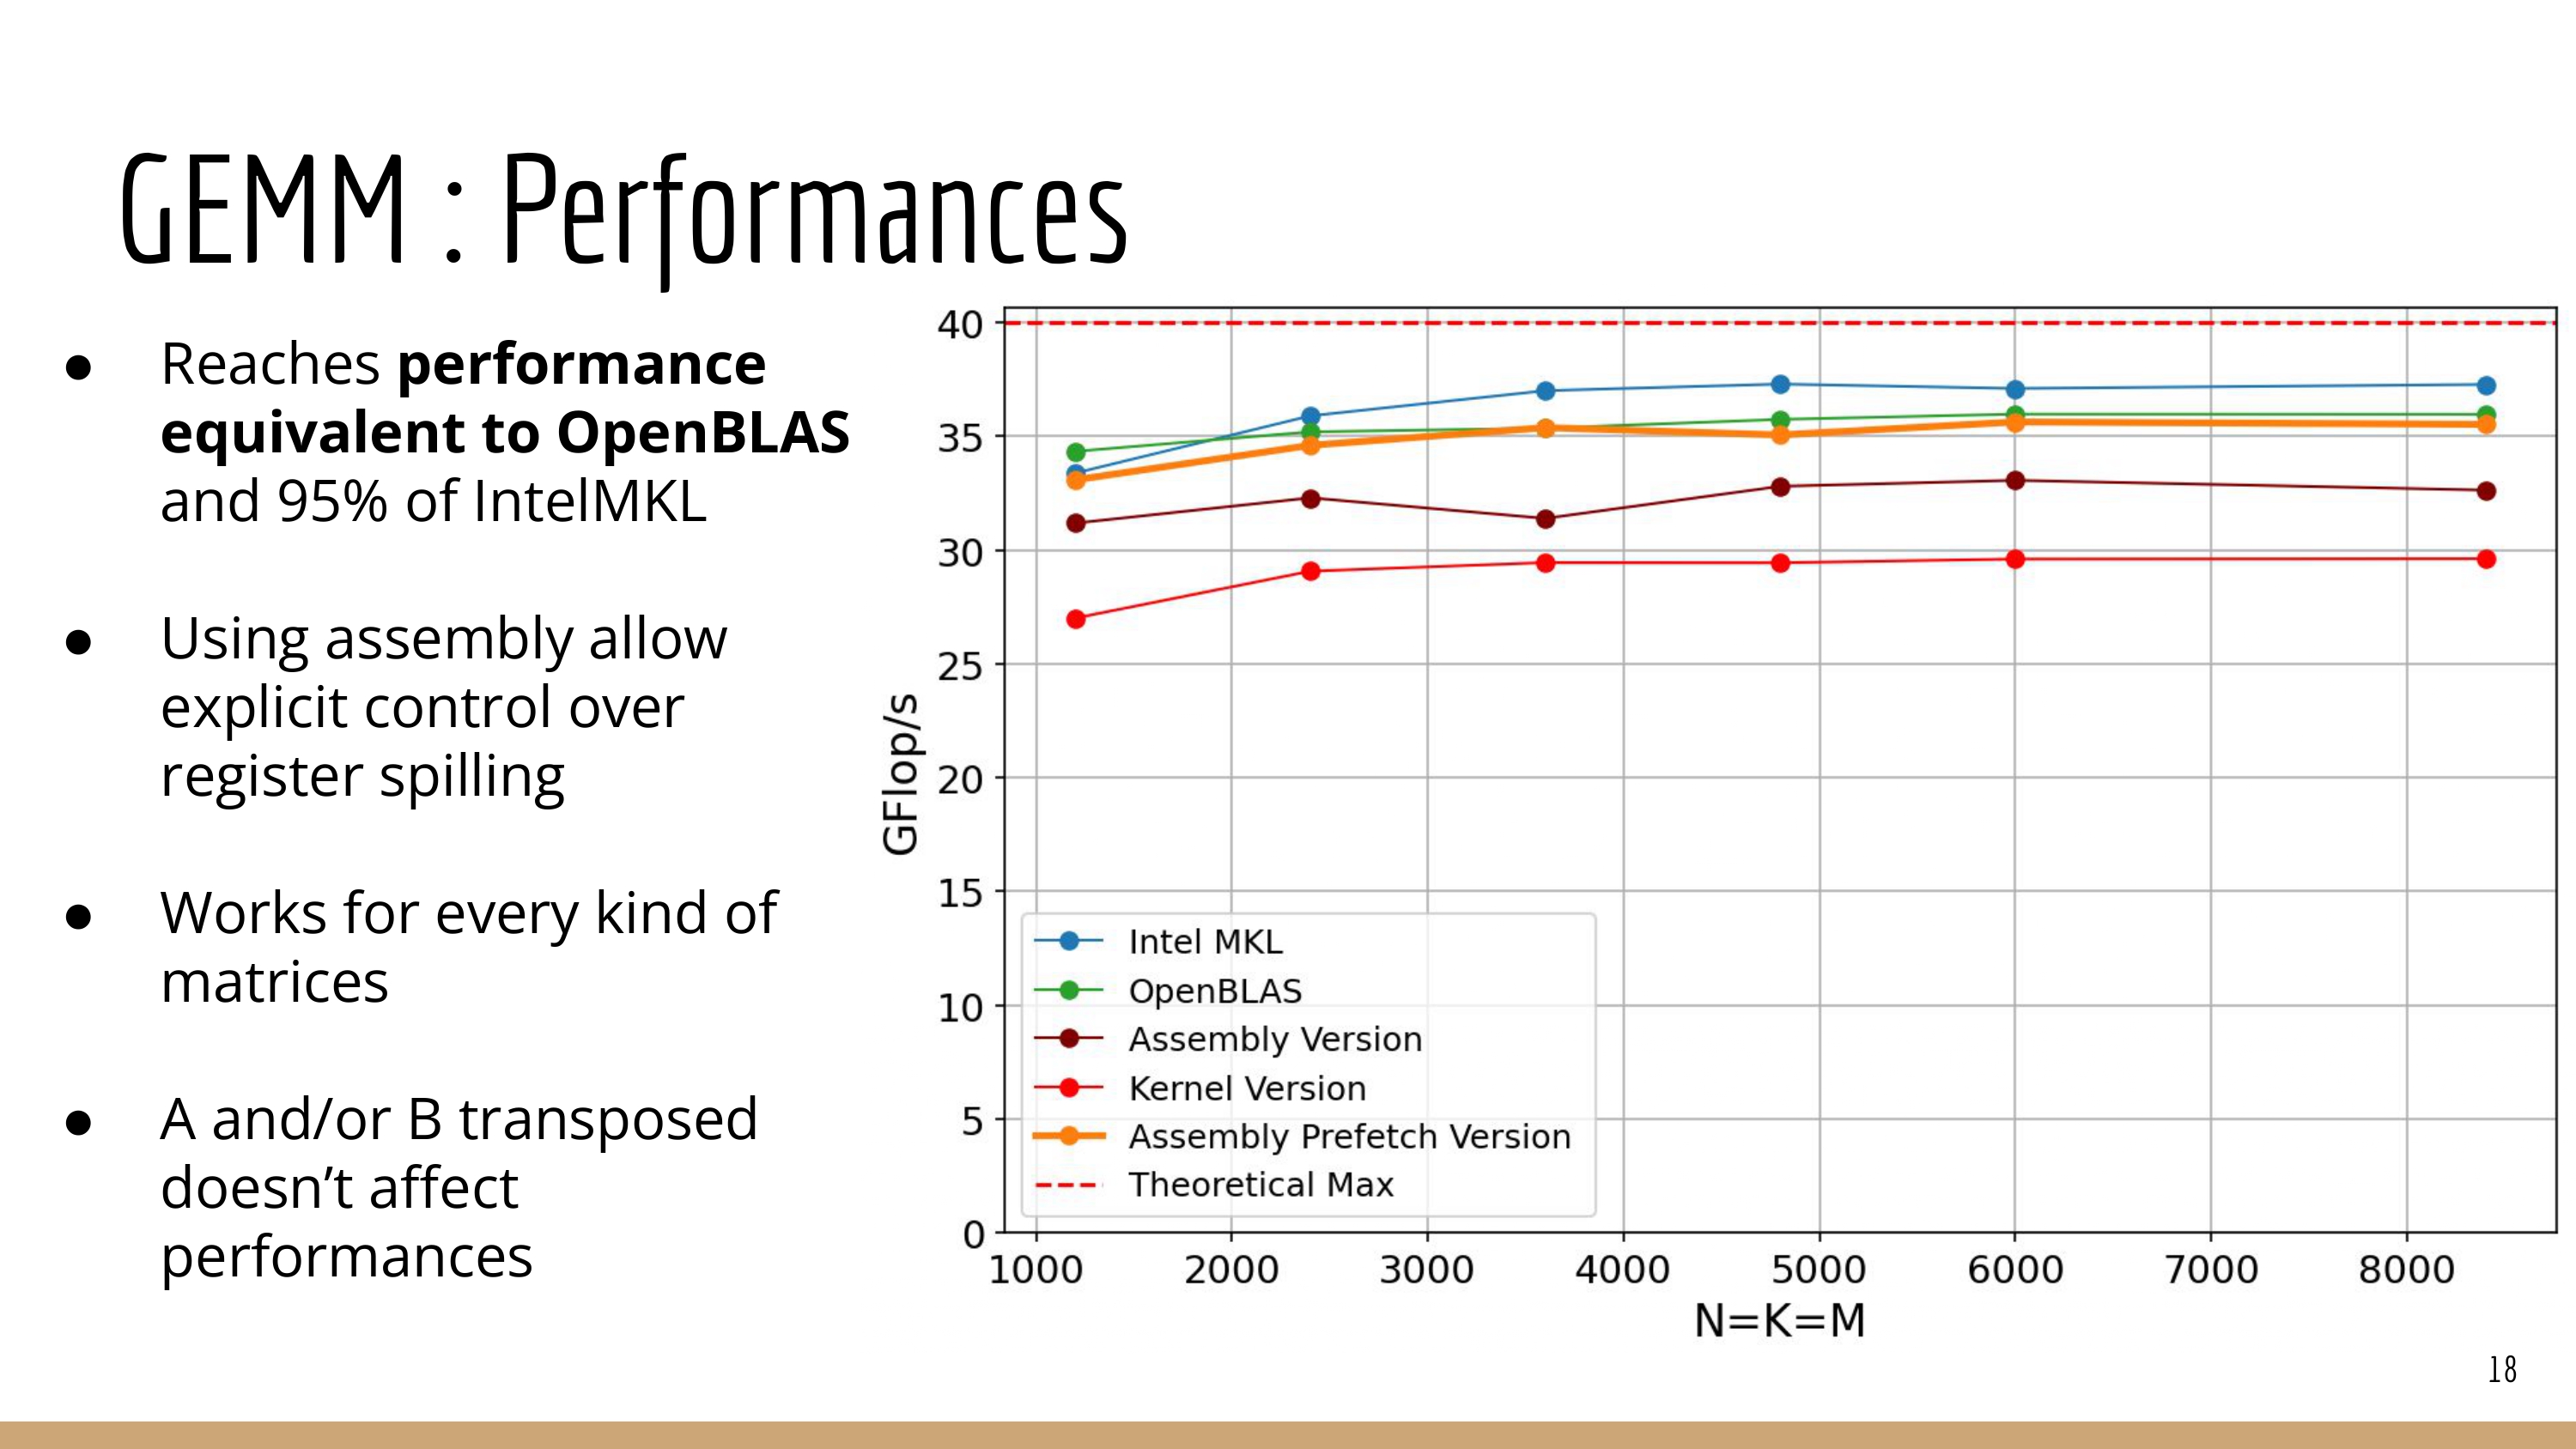 GEMM : Performances
● Reaches performance
equivalent to OpenBLAS
and 95% of IntelMKL
● Using assembly allow
explicit control over
register spilling
● Works for every kind of
matrices
● A and/or B transposed
doesn’t affect
performances
40
35
30
25
20
15
10
5
0
GFlop/s
Intel MKL
OpenBLAS
Assembly Version
Kernel Version
Assembly Prefetch Version
Theoretical Max
1000 2000 3000 4000 5000 6000 7000 8000
N=K=M
18